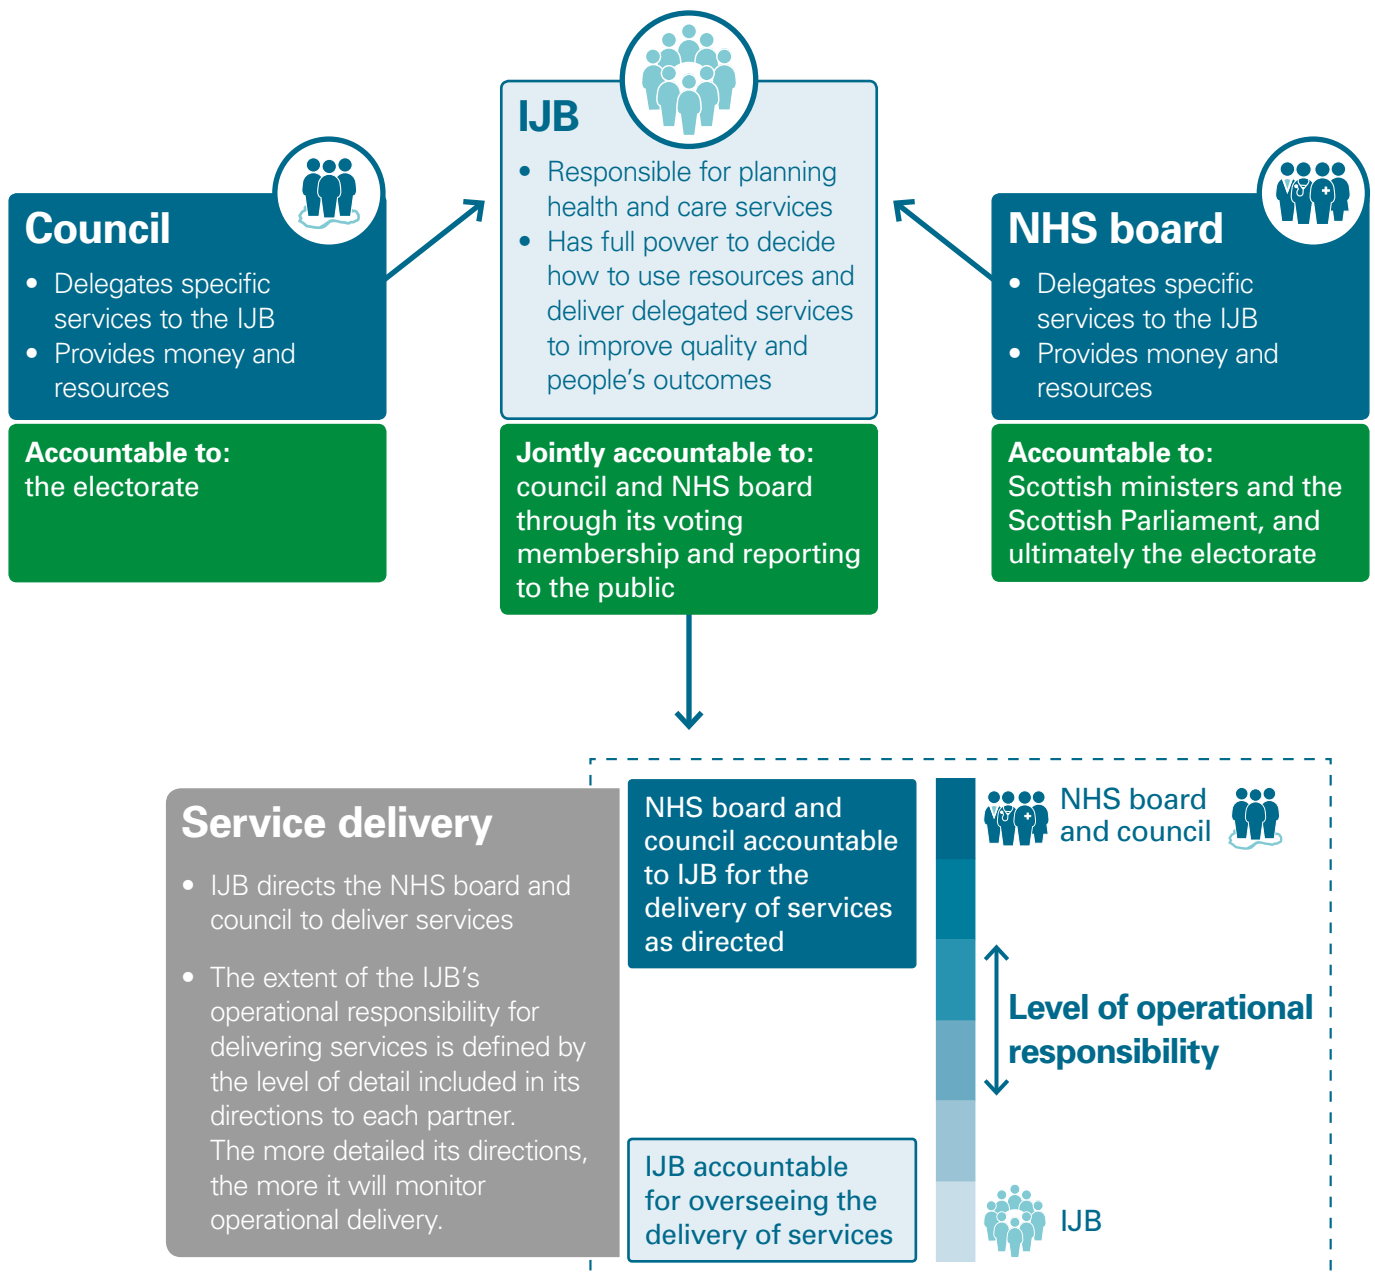 IJB
• Responsible for planning
health and care services
• Has full power to decide
how to use resources and
deliver delegated services
to improve quality and
people's outcomes
Council
• Delegates specific
services to the IJB
• Provides money and
resources
NHS board
• Delegates specific
services to the IJB
• Provides money and
resources
Accountable to:
the electorate
Jointly accountable to:
council and NHS board
through its voting
membership and reporting
to the public
Accountable to:
Scottish ministers and the
Scottish Parliament, and
ultimately the electorate
Service delivery
• IJB directs the NHS board and
council to deliver services
• The extent of the IJB's
operational responsibility for
delivering services is defined by
the level of detail included in its
directions to each partner.
The more detailed its directions,
the more it will monitor
operational delivery.
NHS board and
council accountable
to IJB for the
delivery of services
as directed
NHS board
and council
Level of operational
responsibility
IJB accountable
for overseeing the
delivery of services
IJB